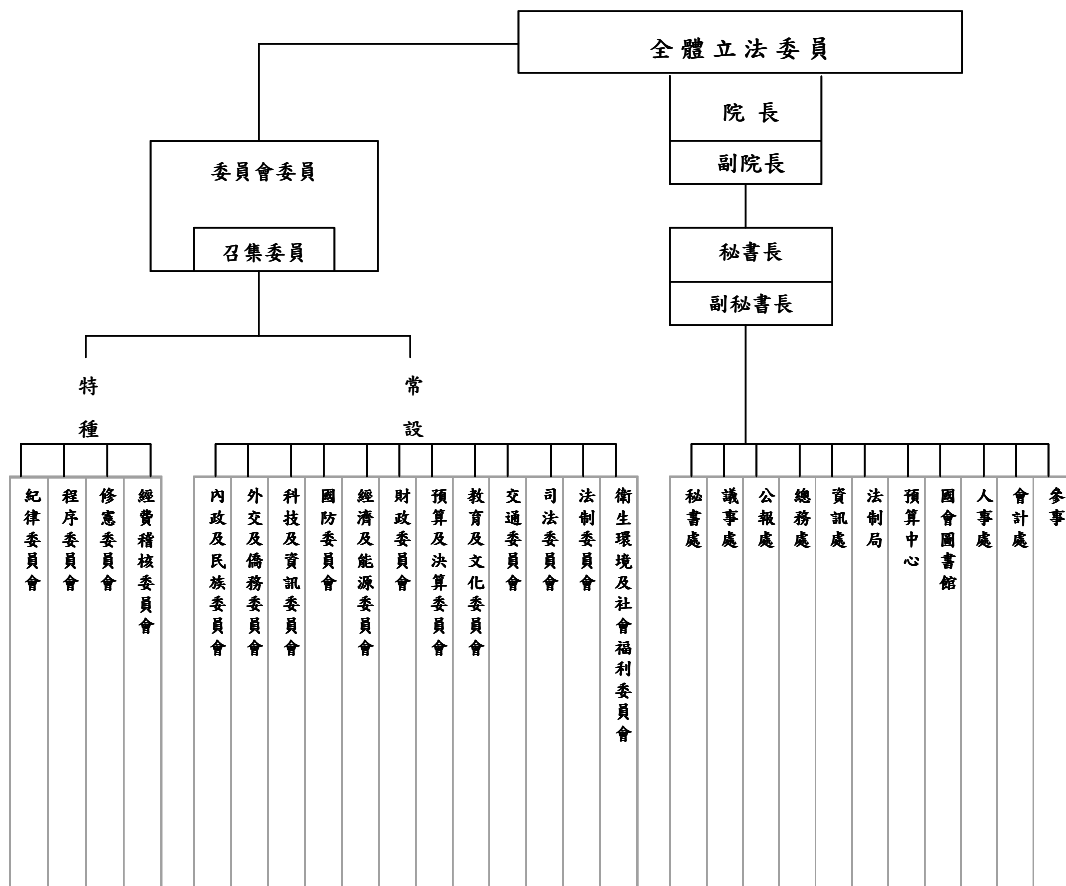 全體立法委員
院長
副院長
委員會委員
召集委員
秘書長
副秘書長
特種
常設
紀律委員會
程序委員會
修憲委員會
經費稽核委員會
內政及民族委員會
外交及僑務委員會
科技及資訊委員會
國防委員會
經濟及能源委員會
財政委員會
預算及決算委員會
教育及文化委員會
交通委員會
司法委員會
法制委員會
衛生環境及社會福利委員會
秘書處
議事處
公報處
總務處
資訊處
法制局
預算中心
國會圖書館
人事處
會計處
參事